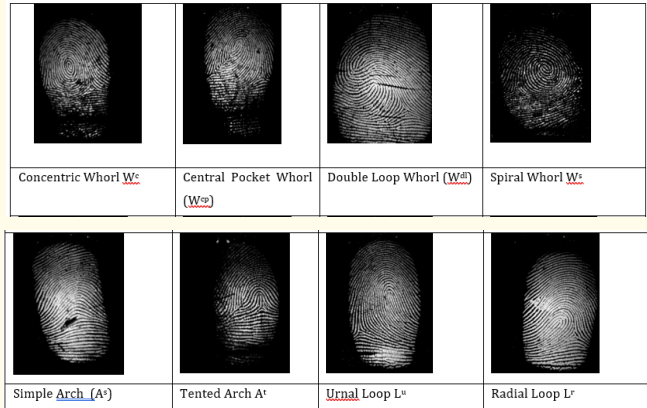 Concentric Whorl Wᶜ
Central Pocket Whorl
(Wᶜᵖ)
Double Loop Whorl (Wᵈˡ)
Spiral Whorl Wˢ
Simple Arch (Aˢ)
Tented Arch Aᵗ
Urnal Loop Lᵘ
Radial Loop Lʳ